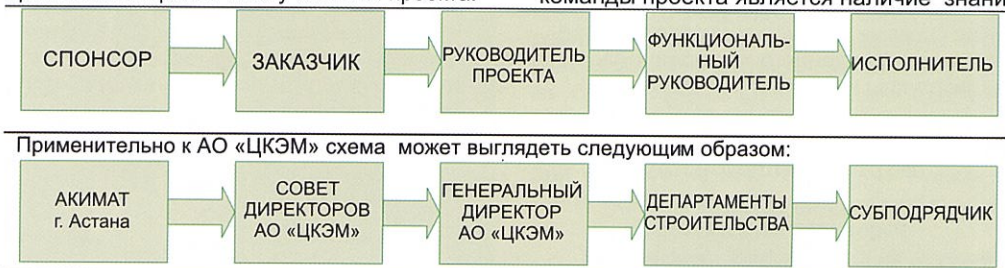 команды проекта является наличие знани
СПОНСОР
ЗАКАЗЧИК
РУКОВОДИТЕЛЬ
ПРОЕКТА
ФУНКЦИОНАЛЬ-
НЫЙ
РУКОВОДИТЕЛЬ
ИСПОЛНИТЕЛЬ
Применительно к АО «ЦКЭМ» схема может выглядеть следующим образом:
АКИМАТ
г. Астана
СОВЕТ
ДИРЕКТОРОВ
АО «ЦКЭМ»
ГЕНЕРАЛЬНЫЙ
ДИРЕКТОР
АО «ЦКЭМ»
ДЕПАРТАМЕНТЫ
СТРОИТЕЛЬСТВА
СУБПОДРЯДЧИК